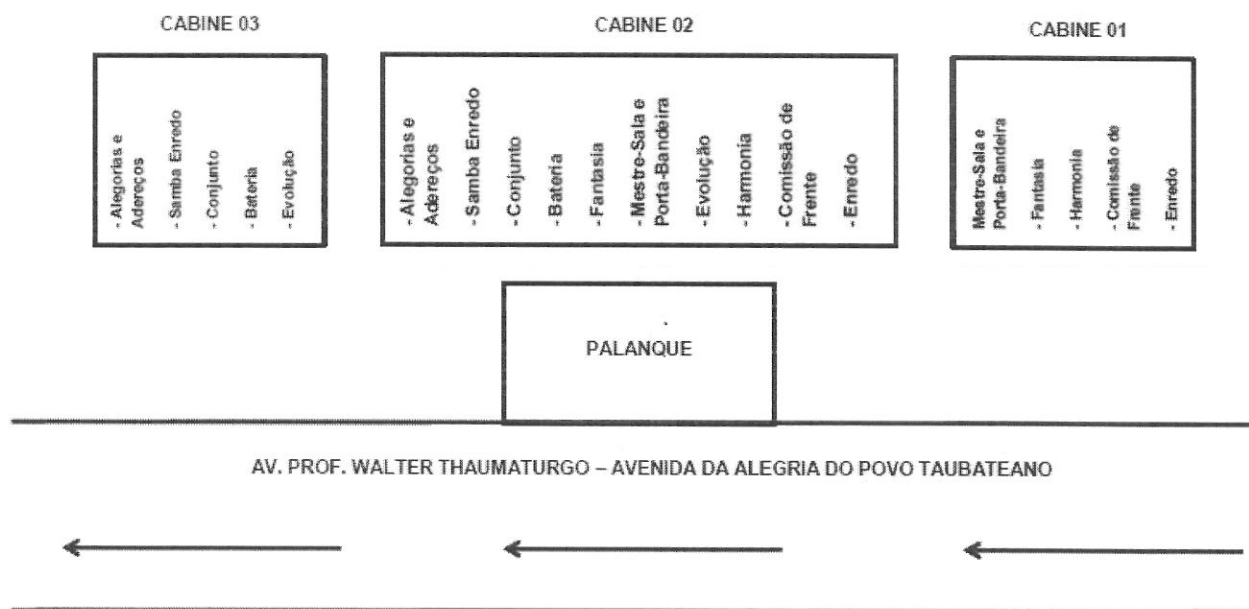 CABINE 03
- Alegorias e
Adereços
- Samba Enredo
- Conjunto
- Bateria
- Evolução
CABINE 02
- Alegorias e
Adereços
- Samba Enredo
- Conjunto
- Bateria
- Fantasia
- Mestre-Sala e
Porta-Bandeira
- Evolução
- Harmonia
- Comissão de
Frente
- Enredo
CABINE 01
Mestre-Sala e
Porta-Bandeira
- Fantasia
- Harmonia
- Comissão de
Frente
- Enredo
PALANQUE
AV. PROF. WALTER THAUMATURGO – AVENIDA DA ALEGRIA DO POVO TAUBATEANO